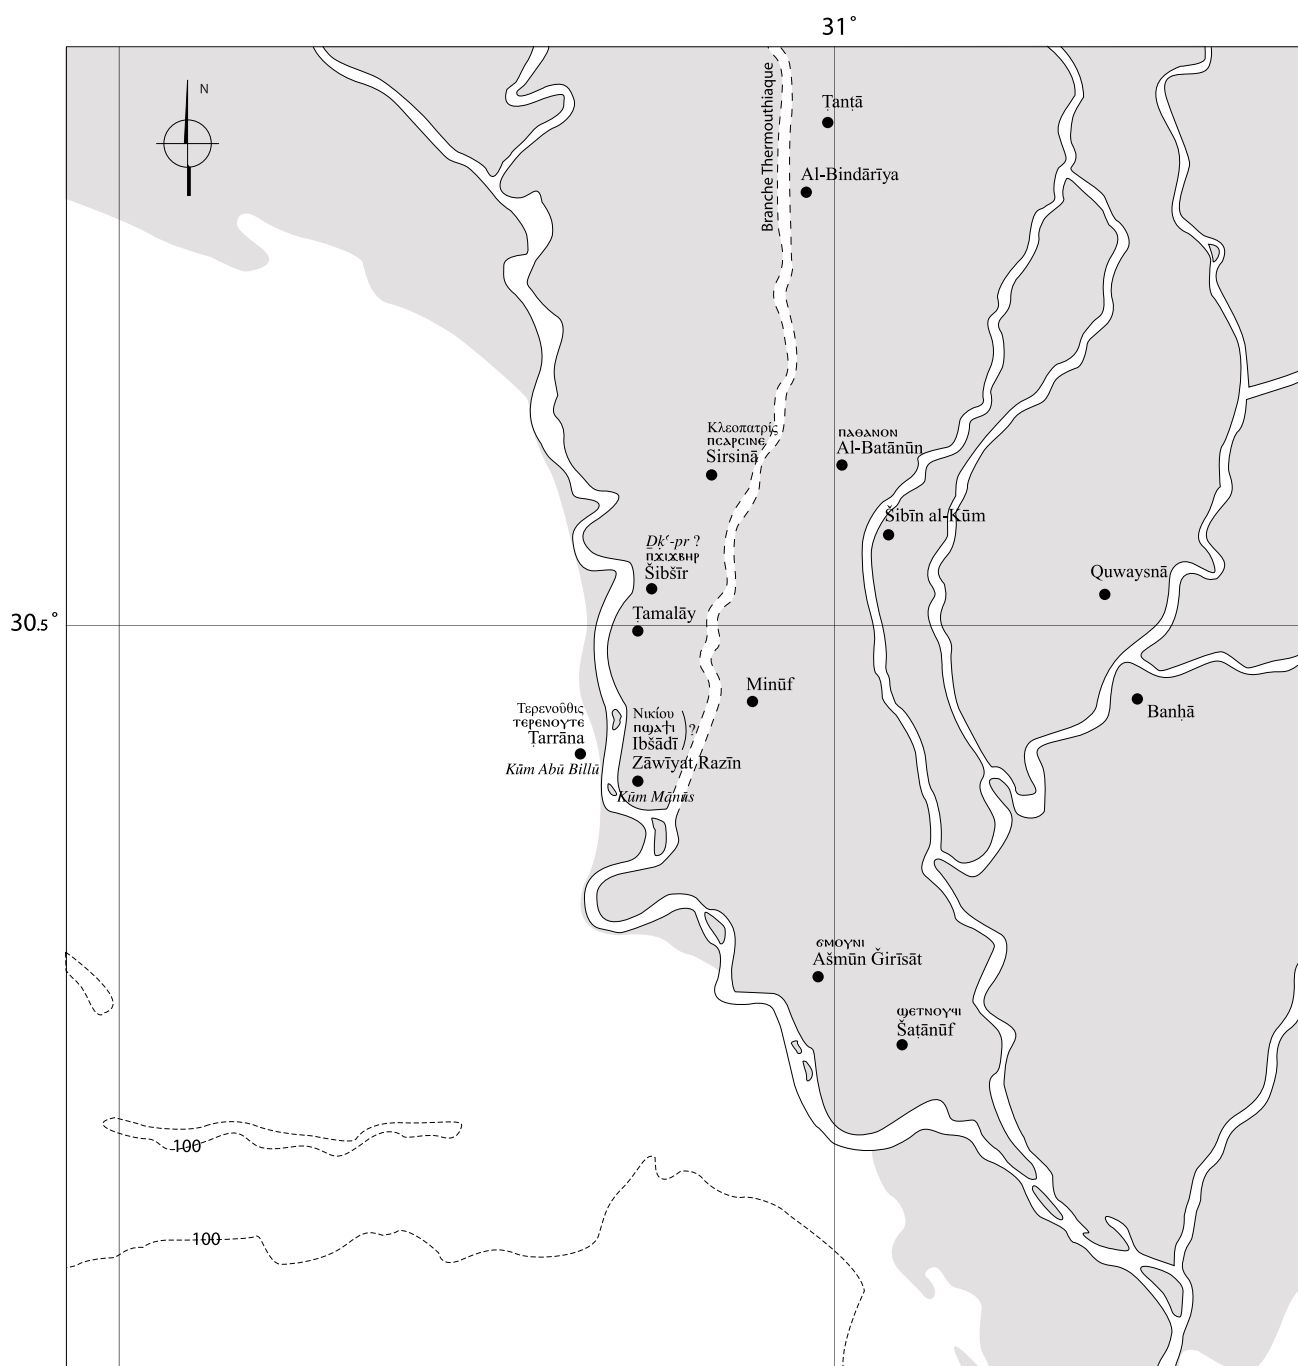 31°
N
Branche Thermouthiaque
Ṭanṭā
Al-Bindārīya
Κλεοπατρίς
ⲡⲥⲁⲣⲥⲓⲛⲉ
Sirsinā
ⲡⲁⲑⲁⲛⲟⲛ
Al-Batānūn
Šibīn al-Kūm
Ḏḳʿ-pr ?
ⲡϫⲓϫⲃⲏⲣ
Šibšīr
Quwaysnā
30.5°
Ṭamalāy
Minūf
Τερενοῦθις
ⲧⲉⲣⲉⲛⲟⲩⲧⲉ
Ṭarrāna
Kūm Abū Billū
Νικίου
ⲡϣⲁϯ
Ibšādī
?
Zāwīyat Razīn
Kūm Mānūs
Banḥā
ϭⲙⲟⲩⲛⲓ
Ašmūn Ǧirīsāt
ϣⲉⲧⲛⲟⲩϥⲓ
Šaṭānūf
100
100